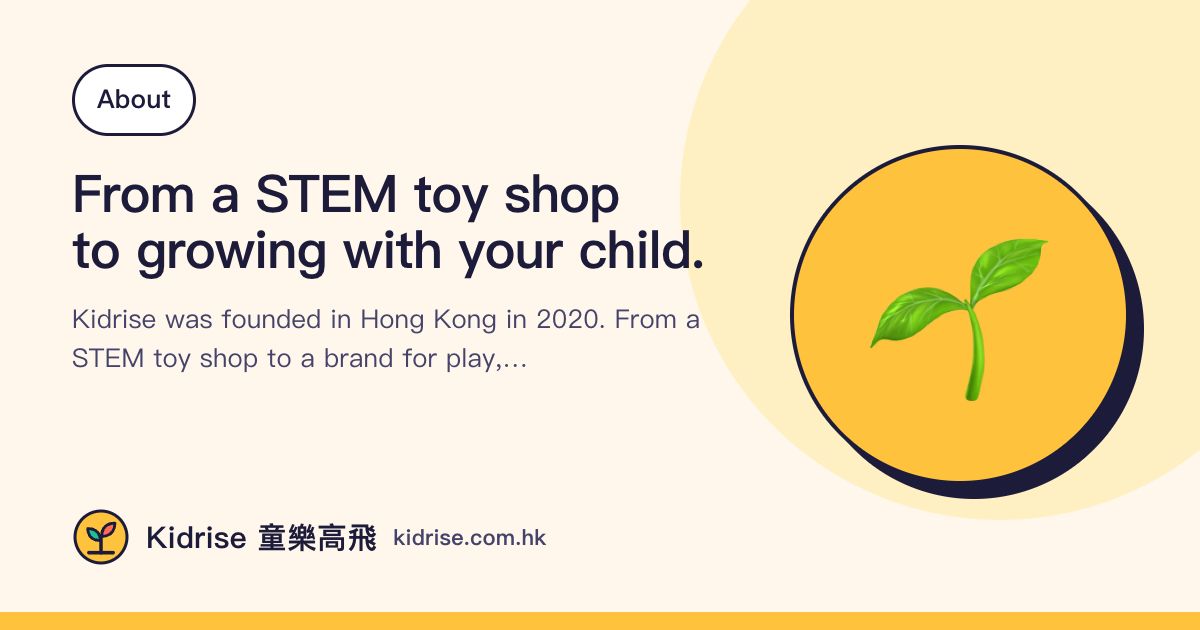 About
From a STEM toy shop
to growing with your child.
Kidrise was founded in Hong Kong in 2020. From a
STEM toy shop to a brand for play,…
Kidrise 童樂高飛 kidrise.com.hk